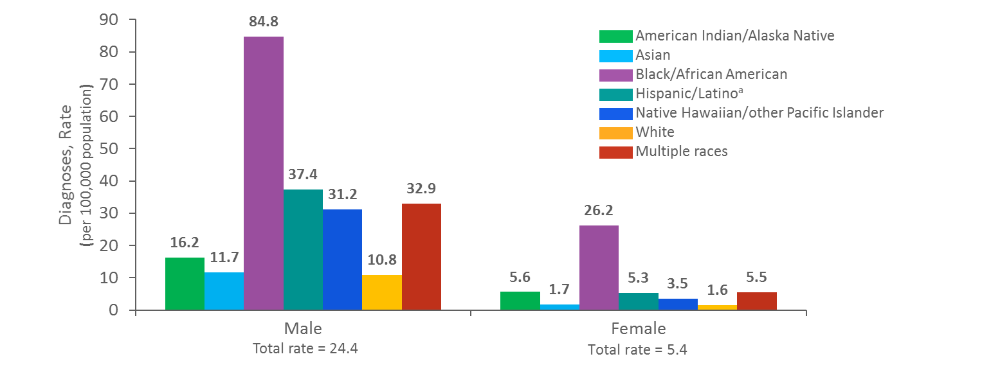 90
80
70
60
50
40
30
20
10
0
Diagnoses, Rate
(per 100,000 population)
84.8
37.4
31.2
32.9
16.2
11.7
10.8
26.2
5.6
1.7
5.3
3.5
1.6
5.5
American Indian/Alaska Native
Asian
Black/African American
Hispanic/Latinoᵃ
Native Hawaiian/other Pacific Islander
White
Multiple races
Male
Total rate = 24.4
Female
Total rate = 5.4